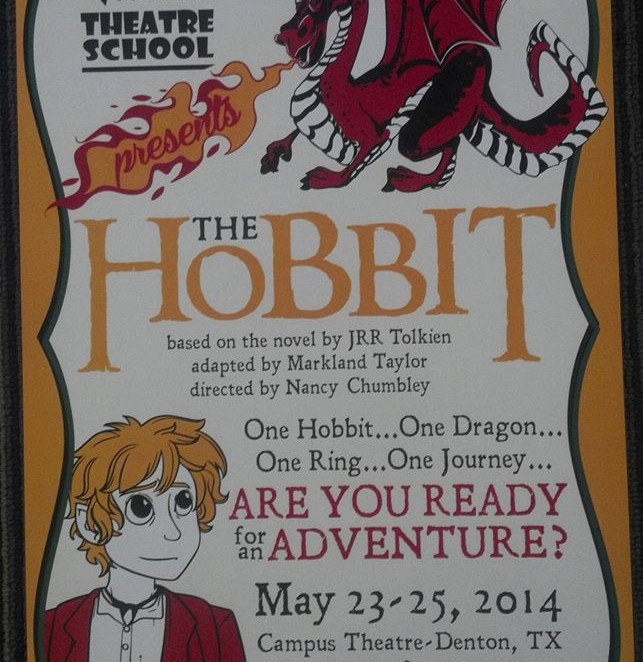 THEATRE
SCHOOL
presents
THE
HOBBIT
based on the novel by JRR Tolkien
adapted by Markland Taylor
directed by Nancy Chumbley
One Hobbit...One Dragon...
One Ring...One Journey...
ARE YOU READY
for an ADVENTURE?
May 23-25, 2014
Campus Theatre-Denton, TX